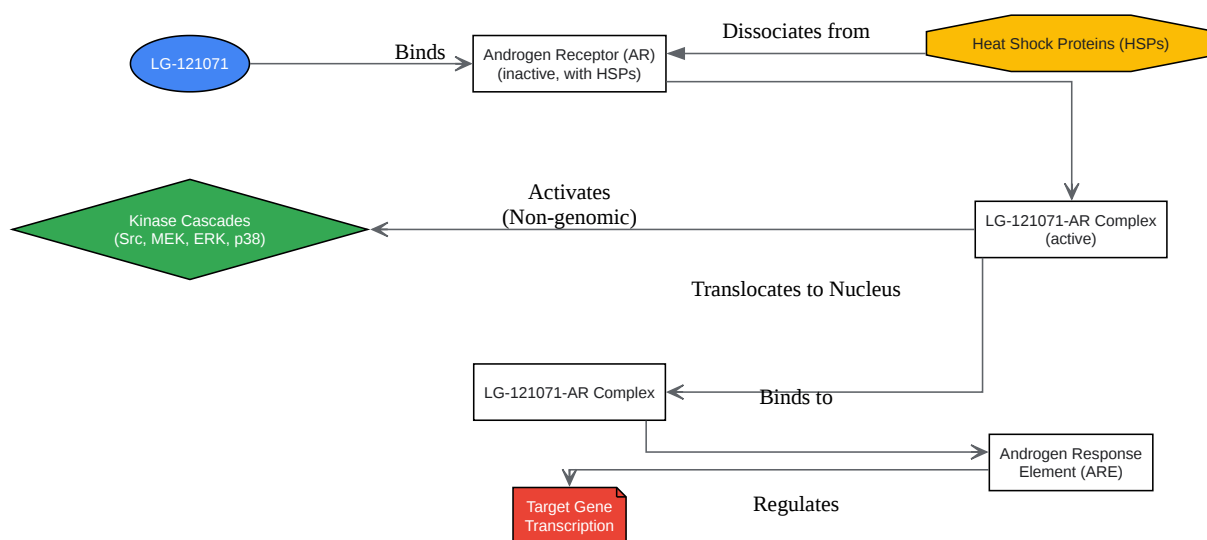 Dissociates from
Heat Shock Proteins (HSPs)
Binds
Androgen Receptor (AR)
(inactive, with HSPs)
LG-121071
Activates
(Non-genomic)
Kinase Cascades
(Src, MEK, ERK, p38)
LG-121071-AR Complex
(active)
Translocates to Nucleus
LG-121071-AR Complex
Binds to
Androgen Response
Element (ARE)
Regulates
Target Gene
Transcription